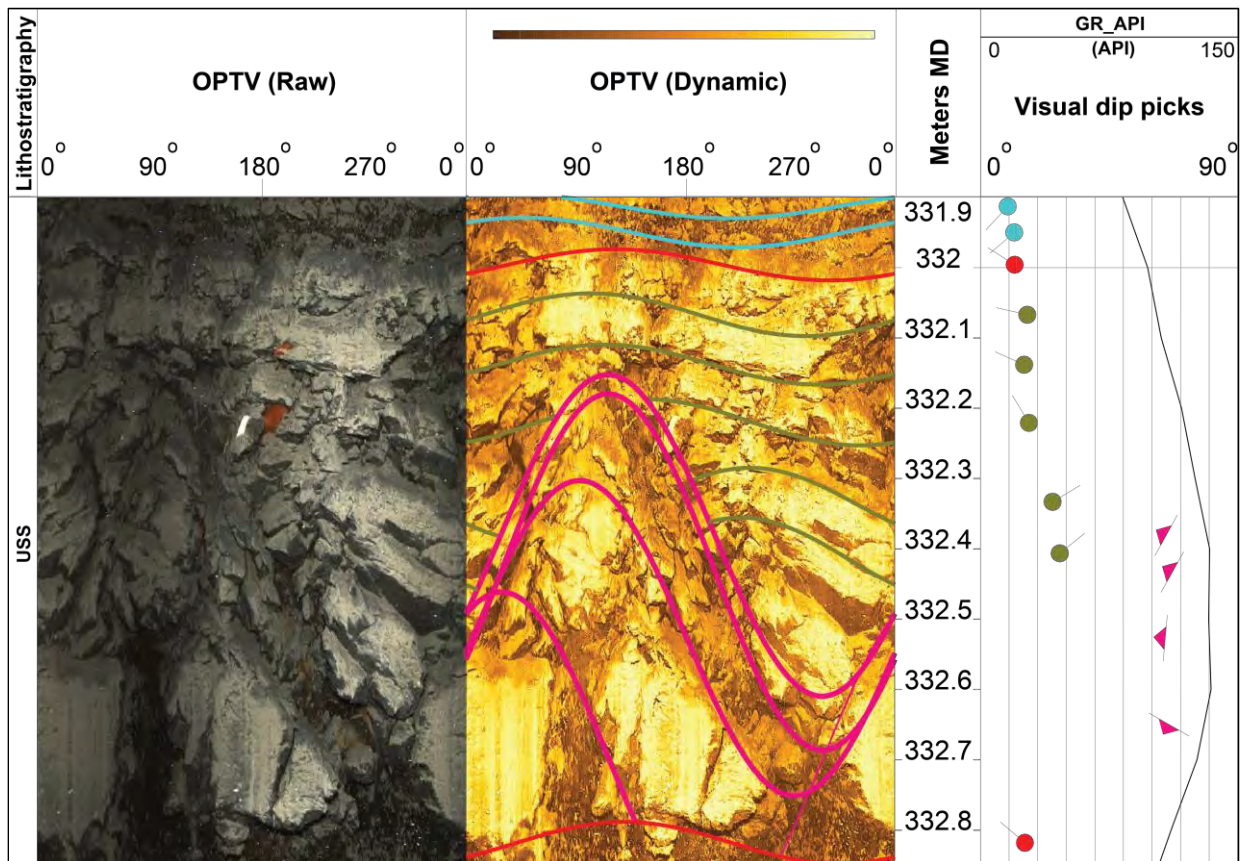 Lithostratigraphy
OPTV (Raw)
0° 90° 180° 270° 0°
OPTV (Dynamic)
0° 90° 180° 270° 0°
Meters MD
GR_API
0 (API) 150
Visual dip picks
0° 90°
USS
331.9
332
332.1
332.2
332.3
332.4
332.5
332.6
332.7
332.8